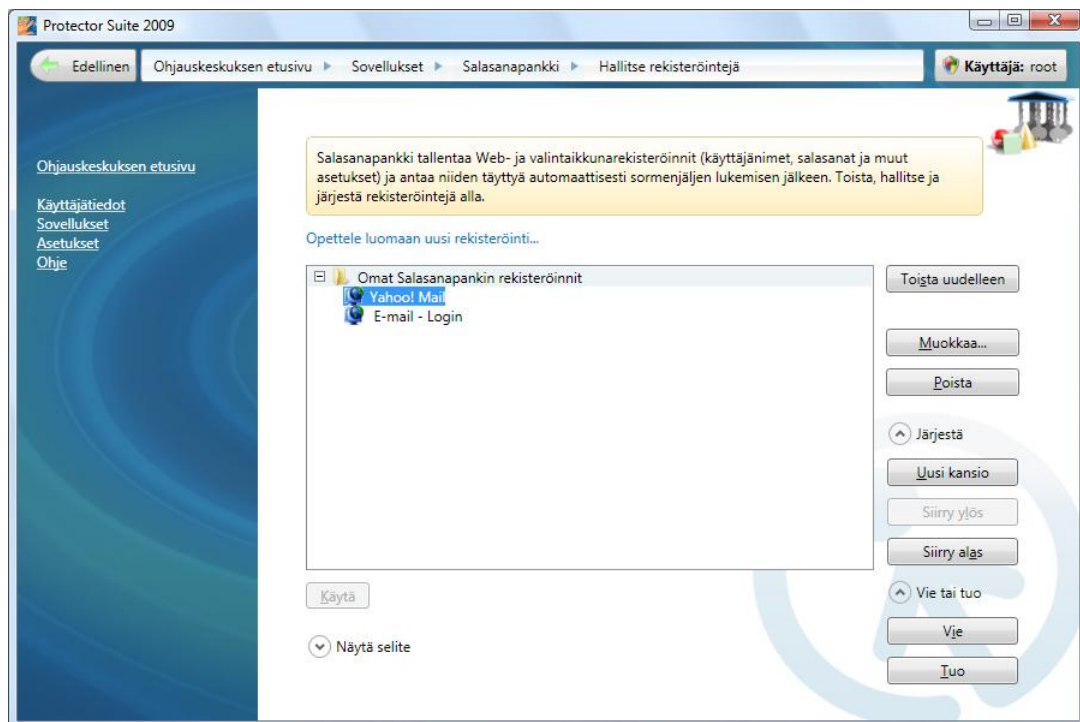 Protector Suite 2009
Edellinen
Ohjauskeskuksen etusivu
Sovellukset
Salasanapankki
Hallitse rekisteröintejä
Käyttäjä: root
Ohjauskeskuksen etusivu
Käyttäjätiedot
Sovellukset
Asetukset
Ohje
Salasanapankki tallentaa Web- ja valintaikkunarekisteröinnit (käyttäjänimet, salasanat ja muut
asetukset) ja antaa niiden täyttyä automaattisesti sormenjäljen lukemisen jälkeen. Toista, hallitse ja
järjestä rekisteröintejä alla.
Opettele luomaan uusi rekisteröinti...
Omat Salasanapankin rekisteröinnit
Yahoo! Mail
E-mail - Login
Toista uudelleen
Muokkaa...
Poista
Järjestä
Uusi kansio
Siirry ylös
Siirry alas
Vie tai tuo
Vie
Tuo
Käytä
Näytä selite